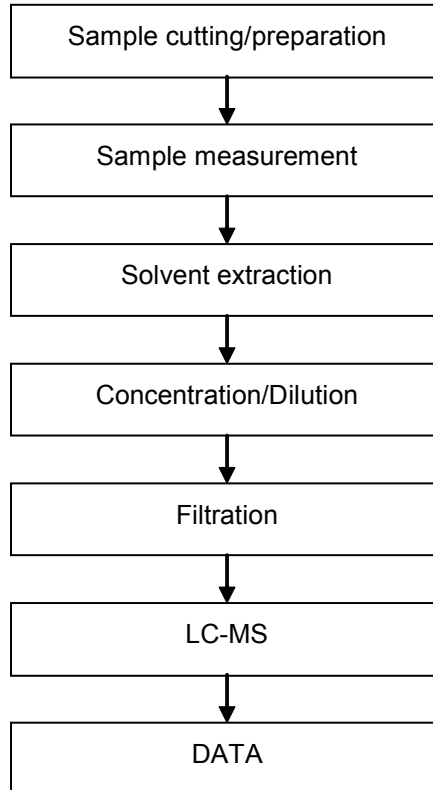 Sample cutting/preparation
Sample measurement
Solvent extraction
Concentration/Dilution
Filtration
LC-MS
DATA